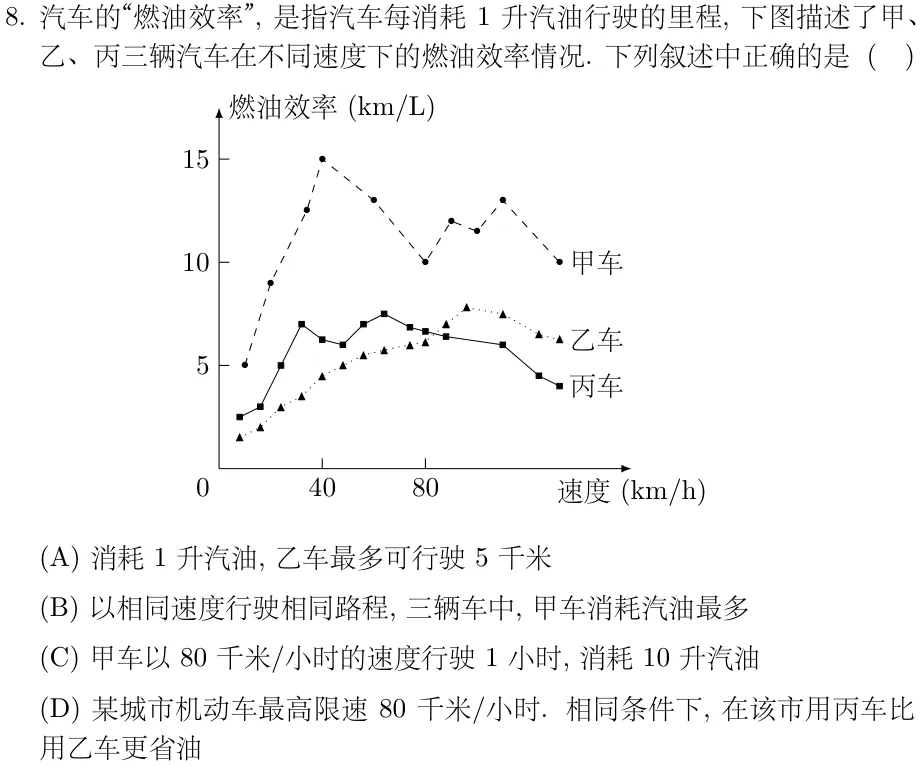 8. 汽车的“燃油效率”, 是指汽车每消耗 1 升汽油行驶的里程, 下图描述了甲、
乙、丙三辆汽车在不同速度下的燃油效率情况. 下列叙述中正确的是 (  )
燃油效率 (km/L)
15
10
5
0
40
80
速度 (km/h)
甲车
乙车
丙车
(A) 消耗 1 升汽油, 乙车最多可行驶 5 千米
(B) 以相同速度行驶相同路程, 三辆车中, 甲车消耗汽油最多
(C) 甲车以 80 千米/小时的速度行驶 1 小时, 消耗 10 升汽油
(D) 某城市机动车最高限速 80 千米/小时. 相同条件下, 在该市用丙车比
用乙车更省油